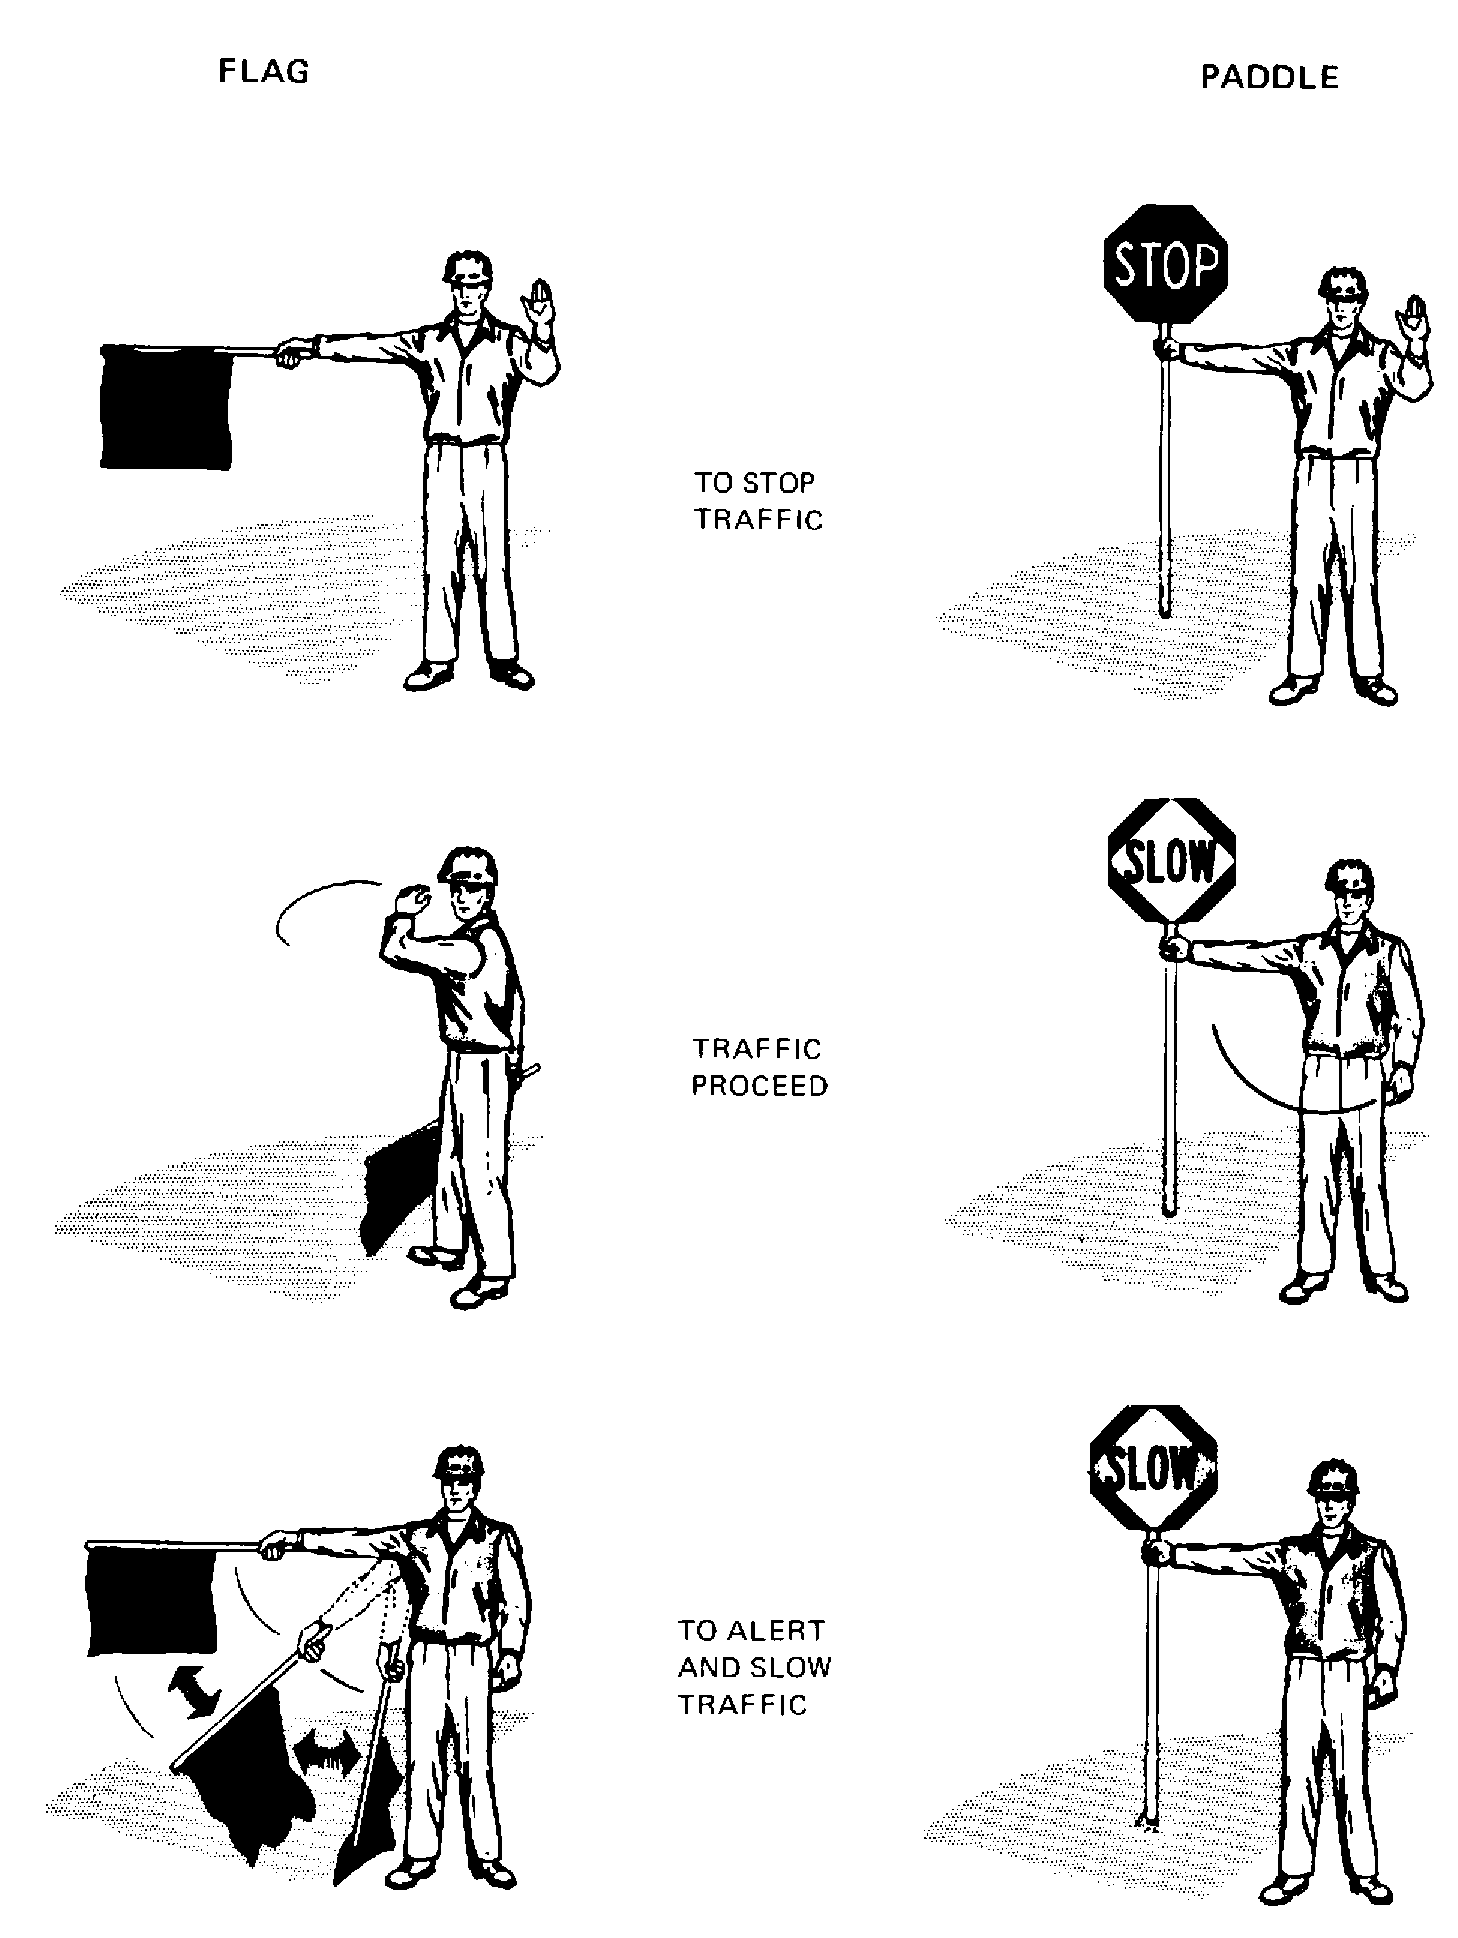 FLAG
PADDLE
STOP
TO STOP
TRAFFIC
SLOW
TRAFFIC
PROCEED
SLOW
TO ALERT
AND SLOW
TRAFFIC